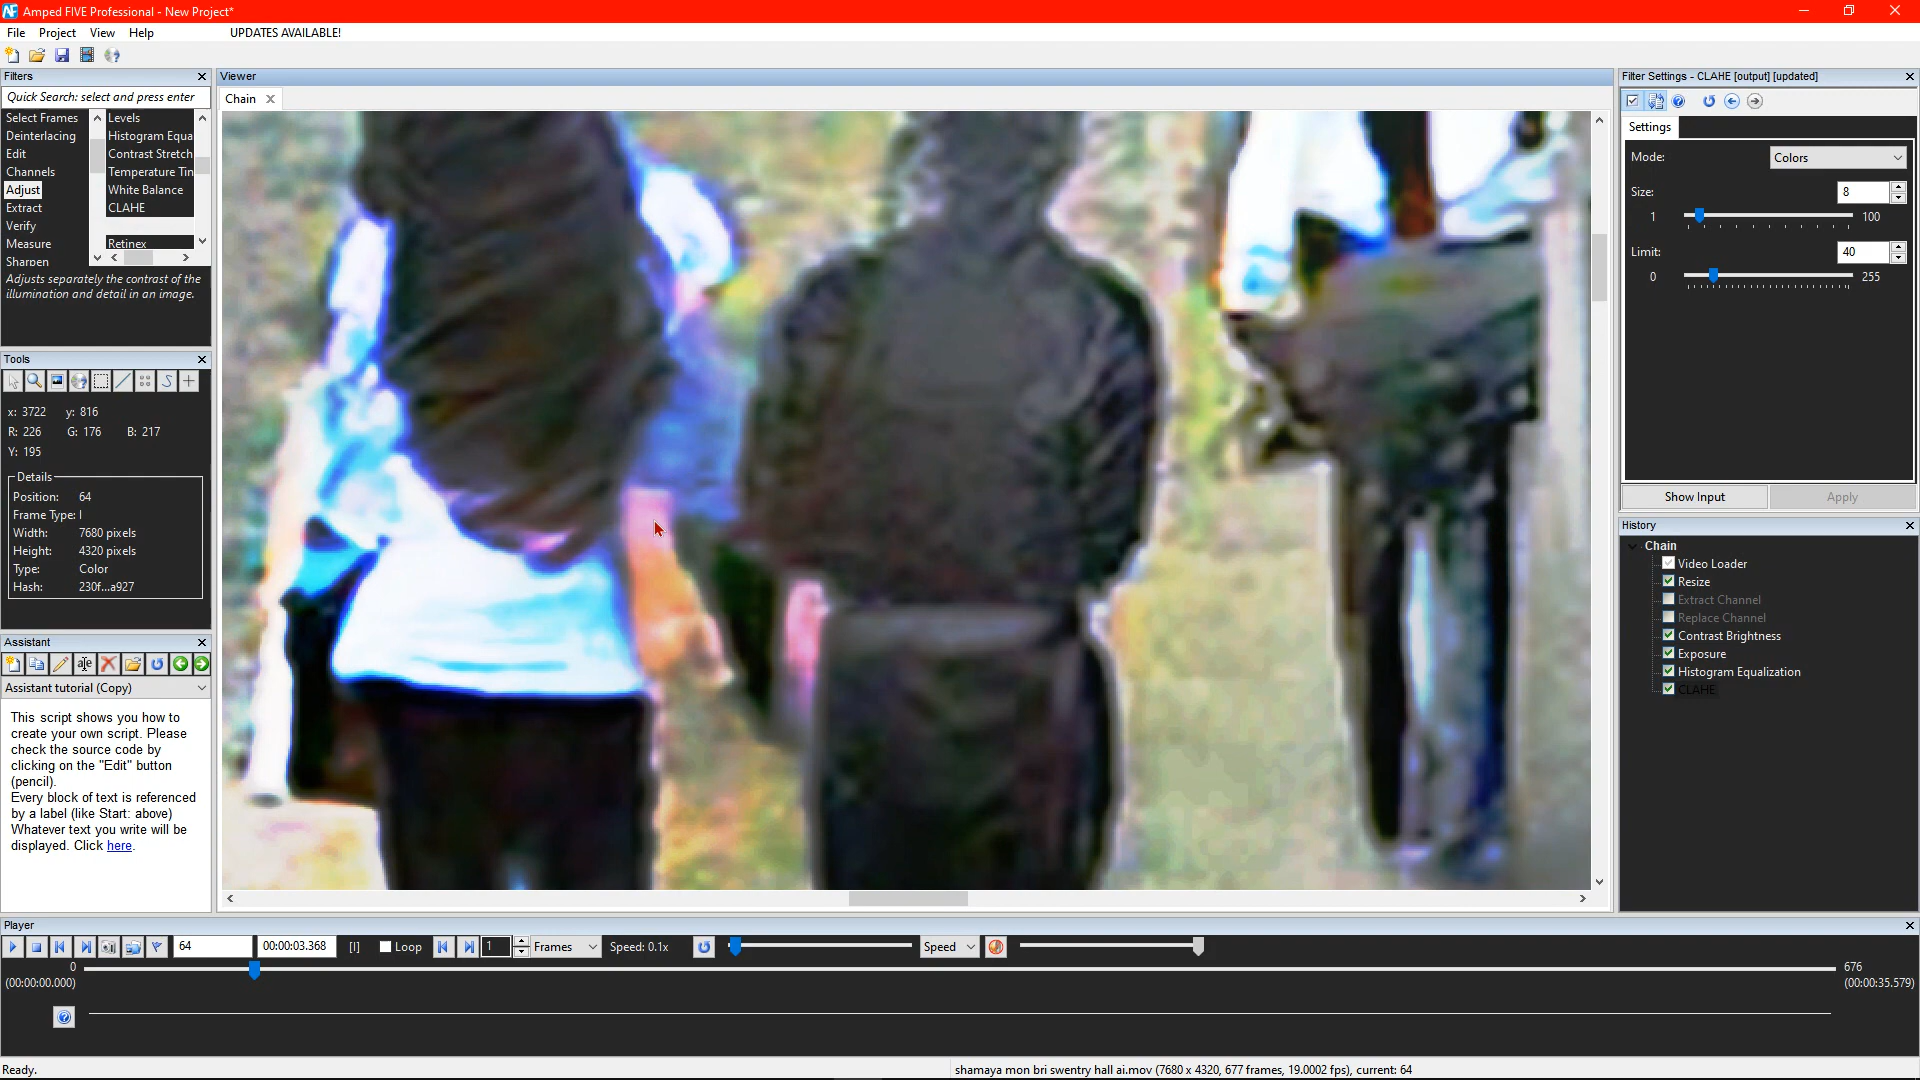 Amped FIVE Professional - New Project*
File Project View Help UPDATES AVAILABLE!
Filters
Quick Search: select and press enter
Select Frames
Deinterlacing
Edit
Channels
Adjust
Extract
Verify
Measure
Sharpen
Levels
Histogram Equa
Contrast Stretch
Temperature Tin
White Balance
CLAHE
Retinex
Adjusts separately the contrast of the
illumination and detail in an image.
Tools
x: 3722 y: 816
R: 226 G: 176 B: 217
Y: 195
Details
Position: 64
Frame Type: I
Width: 7680 pixels
Height: 4320 pixels
Type: Color
Hash: 230f...a927
Assistant
Assistant tutorial (Copy)
This script shows you how to
create your own script. Please
check the source code by
clicking on the "Edit" button
(pencil).
Every block of text is referenced
by a label (like Start: above)
Whatever text you write will be
displayed. Click here.
Viewer
Chain
Filter Settings - CLAHE [output] [updated]
Settings
Mode: Colors
Size: 8
1 100
Limit: 40
0 255
Show Input Apply
History
Chain
Video Loader
Resize
Extract Channel
Replace Channel
Contrast Brightness
Exposure
Histogram Equalization
CLAHE
Player
64 00:00:03.368 [I] Loop 1 Frames Speed: 0.1x Speed
0 676
(00:00:00.000) (00:00:35.579)
Ready. shamaya mon bri swentry hall ai.mov (7680 x 4320, 677 frames, 19.0002 fps), current: 64